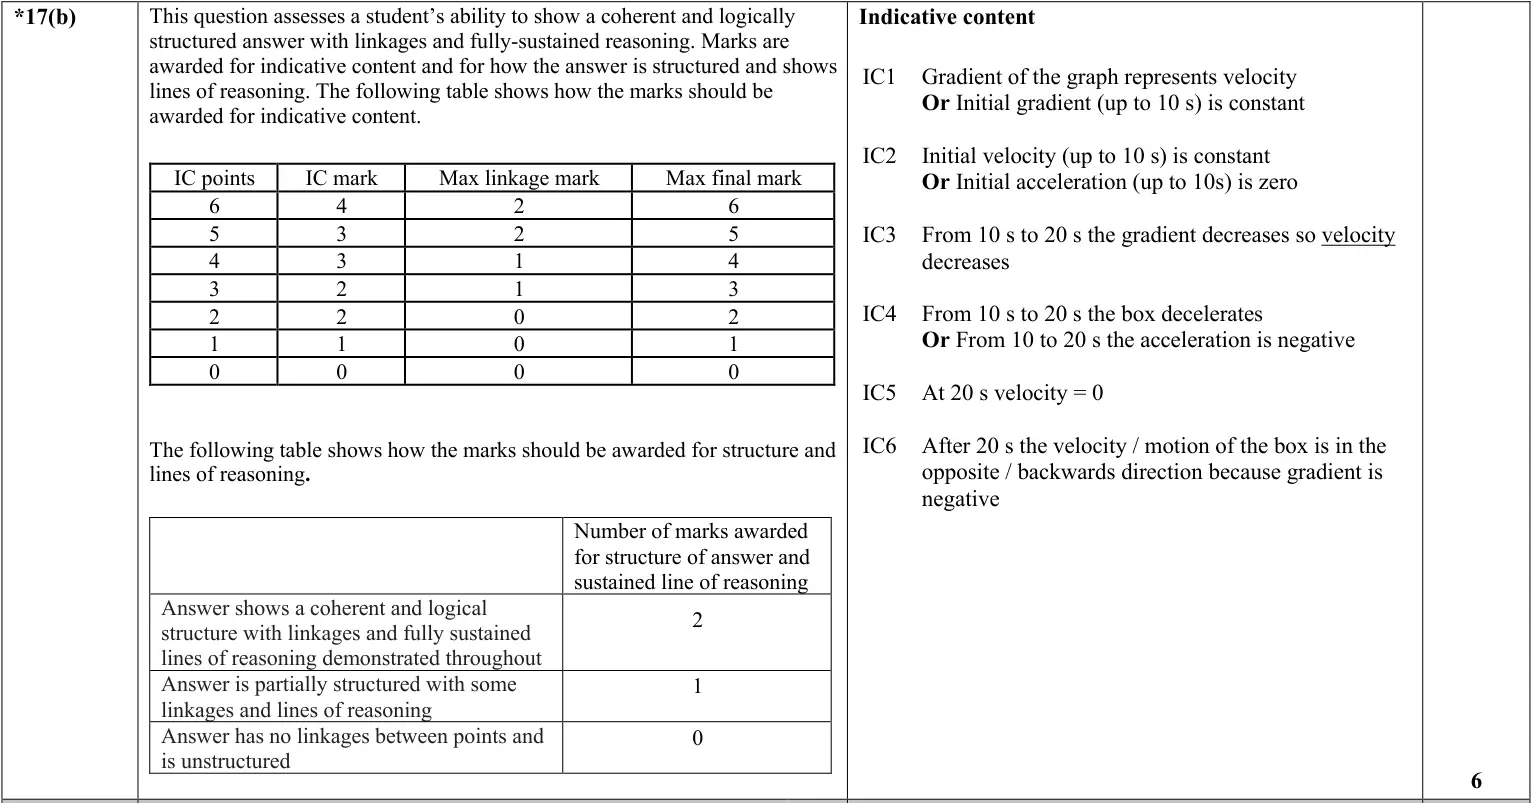 *17(b)
This question assesses a student’s ability to show a coherent and logically
structured answer with linkages and fully-sustained reasoning. Marks are
awarded for indicative content and for how the answer is structured and shows
lines of reasoning. The following table shows how the marks should be
awarded for indicative content.
IC points IC mark Max linkage mark Max final mark
6 4 2 6
5 3 2 5
4 3 1 4
3 2 1 3
2 2 0 2
1 1 0 1
0 0 0 0
The following table shows how the marks should be awarded for structure and
lines of reasoning.
Number of marks awarded
for structure of answer and
sustained line of reasoning
Answer shows a coherent and logical
structure with linkages and fully sustained
lines of reasoning demonstrated throughout
2
Answer is partially structured with some
linkages and lines of reasoning
1
Answer has no linkages between points and
is unstructured
0
Indicative content
IC1 Gradient of the graph represents velocity
Or Initial gradient (up to 10 s) is constant
IC2 Initial velocity (up to 10 s) is constant
Or Initial acceleration (up to 10s) is zero
IC3 From 10 s to 20 s the gradient decreases so velocity
decreases
IC4 From 10 s to 20 s the box decelerates
Or From 10 to 20 s the acceleration is negative
IC5 At 20 s velocity = 0
IC6 After 20 s the velocity / motion of the box is in the
opposite / backwards direction because gradient is
negative
6